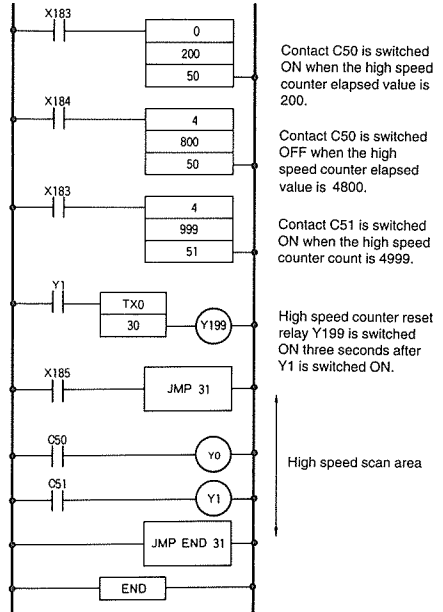 X183
0
200
50
Contact C50 is switched
ON when the high speed
counter elapsed value is
200.
X184
4
800
50
Contact C50 is switched
OFF when the high
speed counter elapsed
value is 4800.
X183
4
999
51
Contact C51 is switched
ON when the high speed
counter count is 4999.
Y1
TX0
30
Y199
High speed counter reset
relay Y199 is switched
ON three seconds after
Y1 is switched ON.
X185
JMP 31
C50
Y0
High speed scan area
C51
Y1
JMP END 31
END